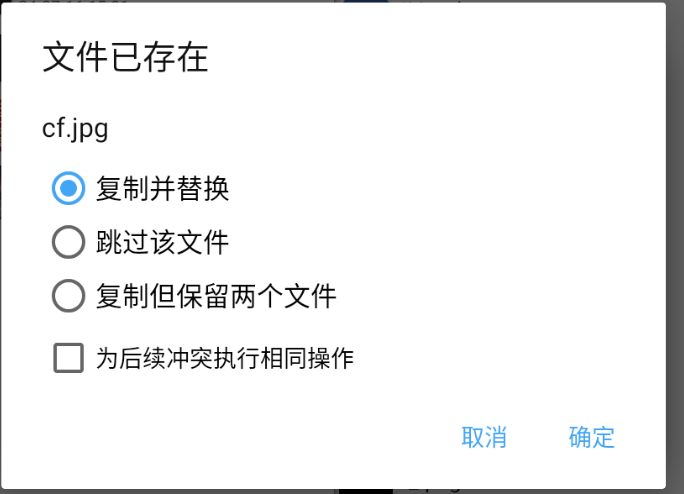 文件已存在
cf.jpg
复制并替换
跳过该文件
复制但保留两个文件
为后续冲突执行相同操作
取消 确定